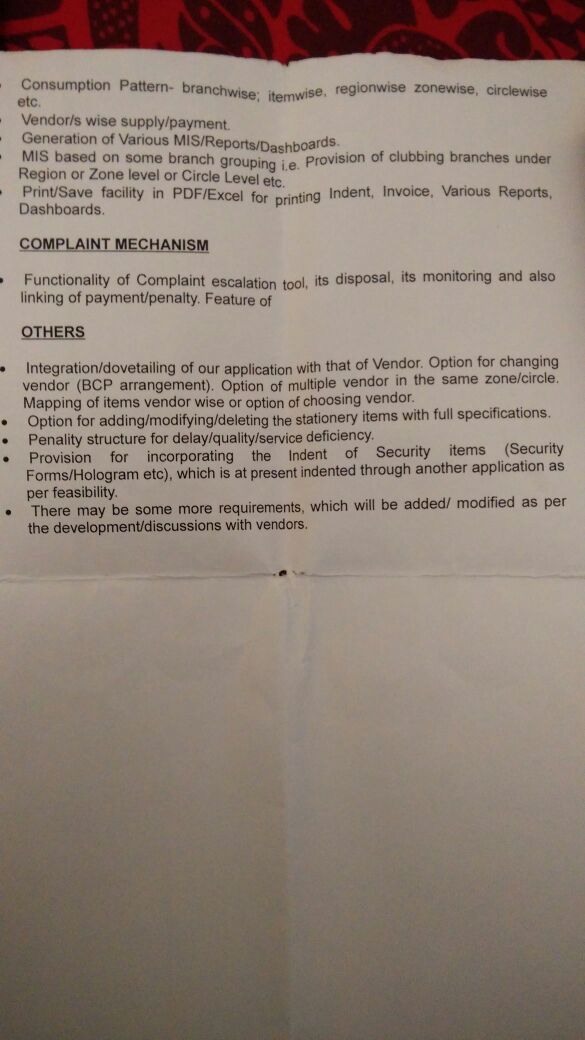 • Consumption Pattern- branchwise; itemwise, regionwise zonewise, circlewise
etc.
• Vendor/s wise supply/payment.
• Generation of Various MIS/Reports/Dashboards.
• MIS based on some branch grouping i.e. Provision of clubbing branches under
Region or Zone level or Circle Level etc.
• Print/Save facility in PDF/Excel for printing Indent, Invoice, Various Reports,
Dashboards.
COMPLAINT MECHANISM
• Functionality of Complaint escalation tool, its disposal, its monitoring and also
linking of payment/penalty. Feature of
OTHERS
• Integration/dovetailing of our application with that of Vendor. Option for changing
vendor (BCP arrangement). Option of multiple vendor in the same zone/circle.
Mapping of items vendor wise or option of choosing vendor.
• Option for adding/modifying/deleting the stationery items with full specifications.
• Penality structure for delay/quality/service deficiency.
• Provision for incorporating the Indent of Security items (Security
Forms/Hologram etc), which is at present indented through another application as
per feasibility.
• There may be some more requirements, which will be added/ modified as per
the development/discussions with vendors.